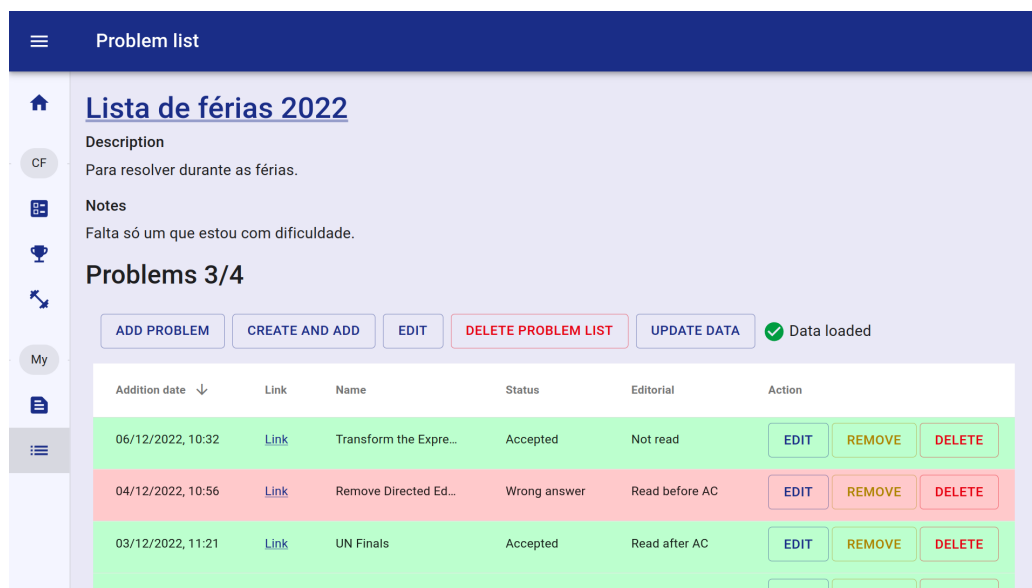 Problem list
Lista de férias 2022
Description
CF
Para resolver durante as férias.
Notes
Falta só um que estou com dificuldade.
Problems 3/4
ADD PROBLEM CREATE AND ADD EDIT DELETE PROBLEM LIST UPDATE DATA Data loaded
My
Addition date Link Name Status Editorial Action
06/12/2022, 10:32 Link Transform the Expre... Accepted Not read EDIT REMOVE DELETE
04/12/2022, 10:56 Link Remove Directed Ed... Wrong answer Read before AC EDIT REMOVE DELETE
03/12/2022, 11:21 Link UN Finals Accepted Read after AC EDIT REMOVE DELETE